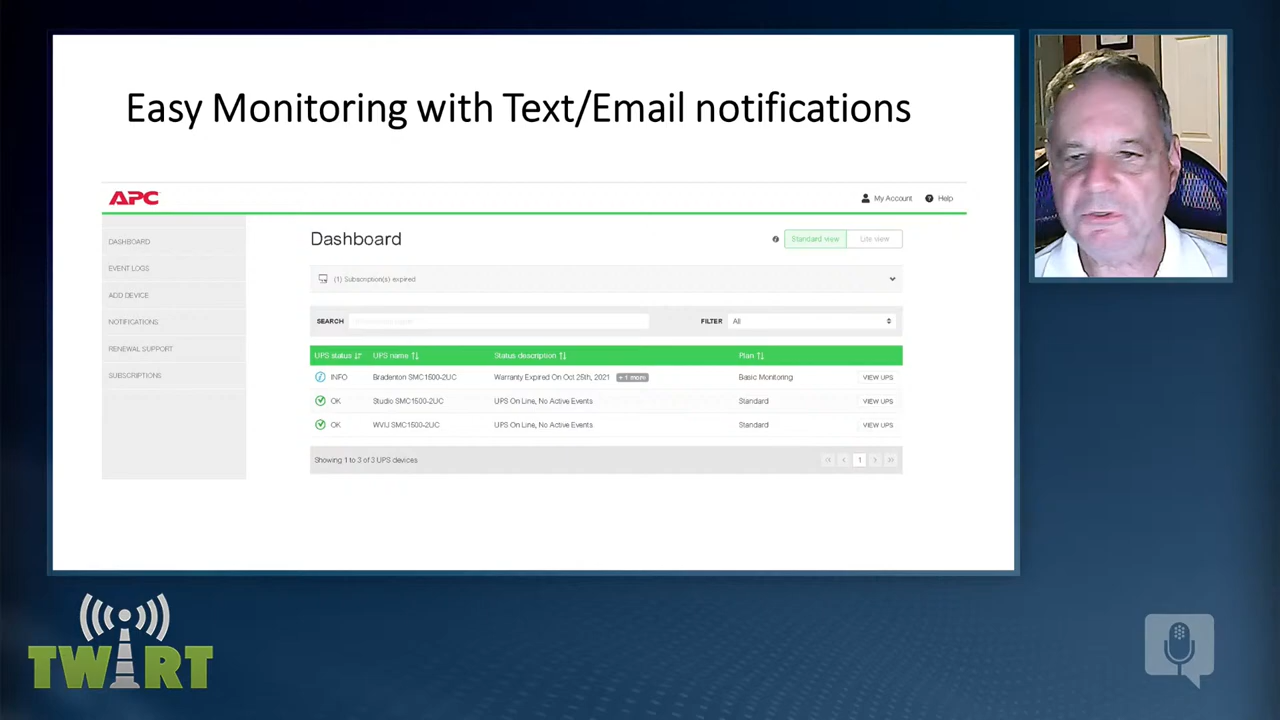 Easy Monitoring with Text/Email notifications
APC
My Account
Help
DASHBOARD
EVENT LOGS
ADD DEVICE
NOTIFICATIONS
RENEWAL SUPPORT
SUBSCRIPTIONS
Dashboard
Standard view
Lite view
(1) Subscription(s) expired
SEARCH
FILTER All
UPS status UPS name Status description Plan
INFO Bradenton SMC1500-2UC Warranty Expired On Oct 25th, 2021 + 1 more Basic Monitoring VIEW UPS
OK Studio SMC1500-2UC UPS On Line, No Active Events Standard VIEW UPS
OK WVIJ SMC1500-2UC UPS On Line, No Active Events Standard VIEW UPS
Showing 1 to 3 of 3 UPS devices
1
TWIRT